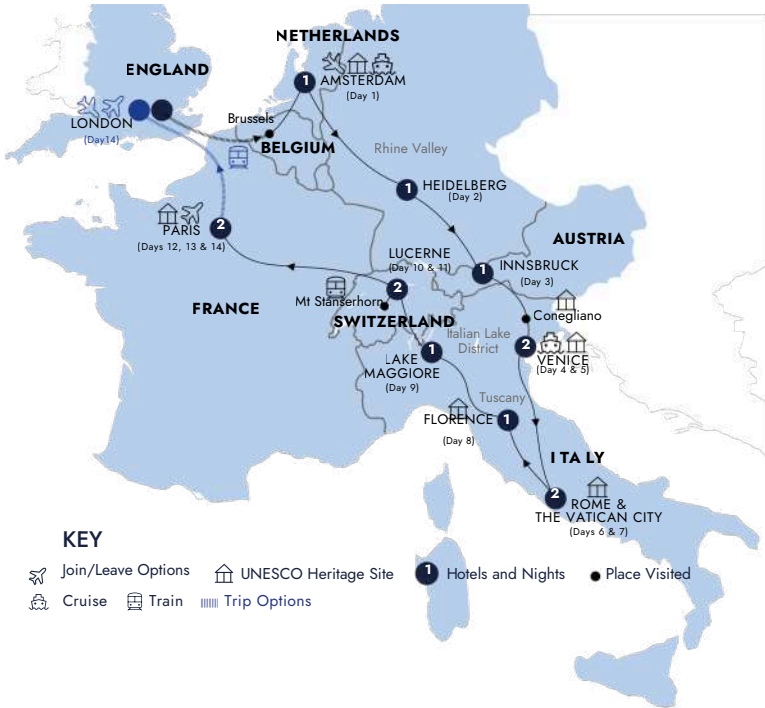 NETHERLANDS
ENGLAND
1
AMSTERDAM
(Day 1)
LONDON
(Day14)
Brussels
BELGIUM
Rhine Valley
1
HEIDELBERG
(Day 2)
2
PARIS
(Days 12, 13 & 14)
AUSTRIA
LUCERNE
(Day 10 & 11)
2
1
INNSBRUCK
(Day 3)
FRANCE
Mt Stanserhorn
SWITZERLAND
Conegliano
Italian Lake
District
2
VENICE
(Day 4 & 5)
1
LAKE
MAGGIORE
(Day 9)
Tuscany
FLORENCE
1
(Day 8)
ITALY
2
ROME &
THE VATICAN CITY
(Days 6 & 7)
KEY
Join/Leave Options
UNESCO Heritage Site
1
Hotels and Nights
Place Visited
Cruise
Train
Trip Options